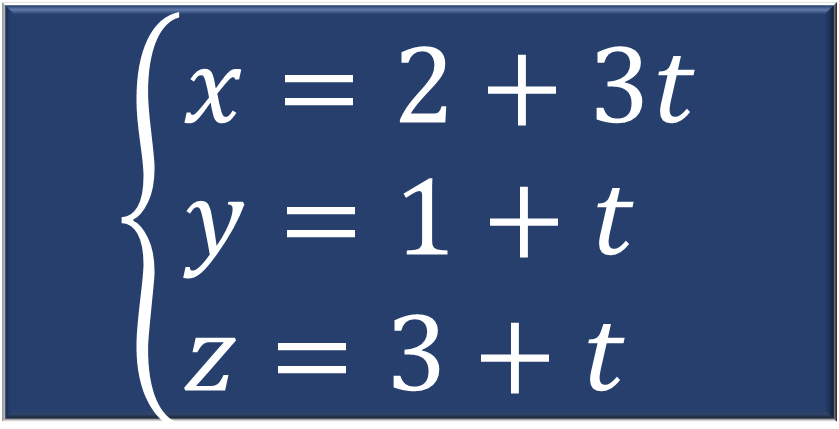 x = 2 + 3t
y = 1 + t
z = 3 + t